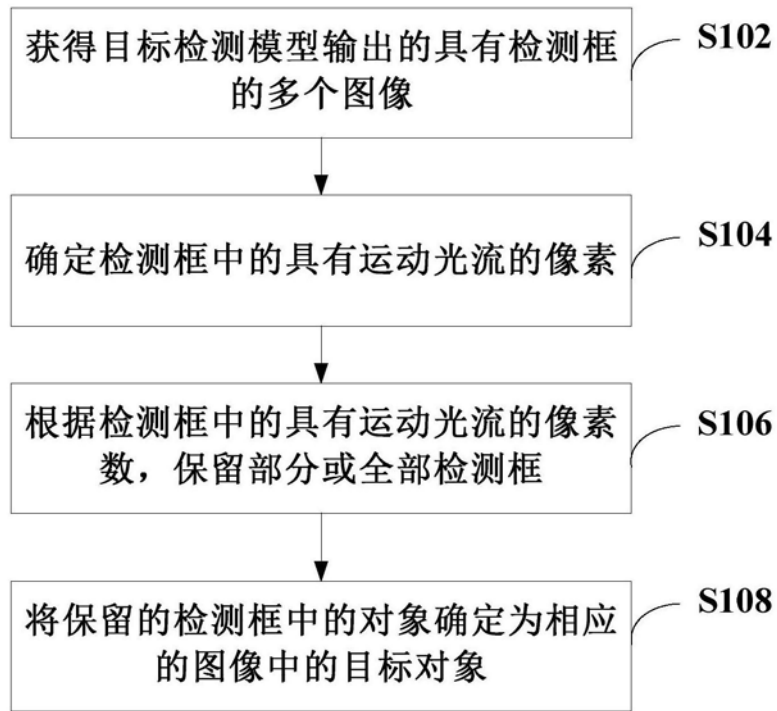 获得目标检测模型输出的具有检测框
的多个图像
S102
确定检测框中的具有运动光流的像素
S104
根据检测框中的具有运动光流的像素
数，保留部分或全部检测框
S106
将保留的检测框中的对象确定为相应
的图像中的目标对象
S108